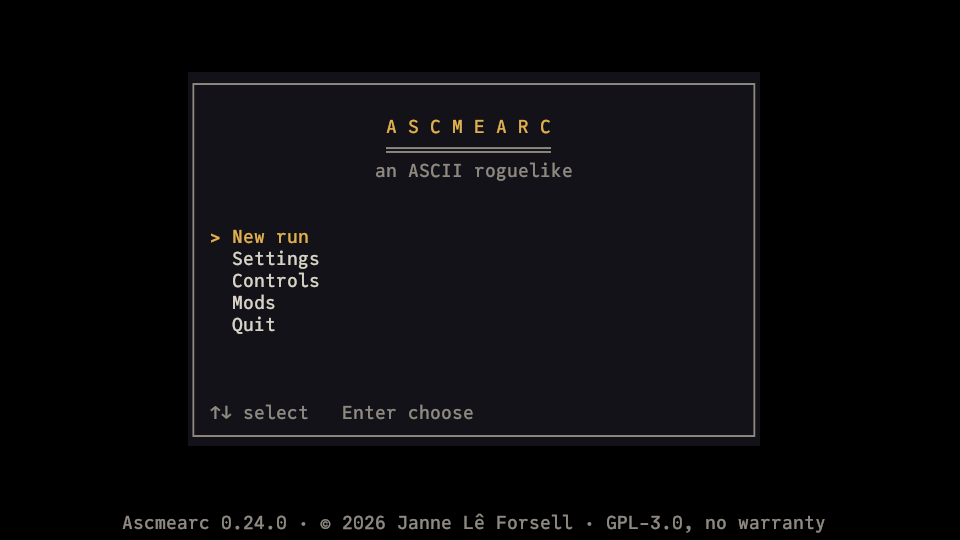 A S C M E A R C
an ASCII roguelike
> New run
Settings
Controls
Mods
Quit
↑↓ select   Enter choose
Ascmearc 0.24.0 · © 2026 Janne Lê Forsell · GPL-3.0, no warranty